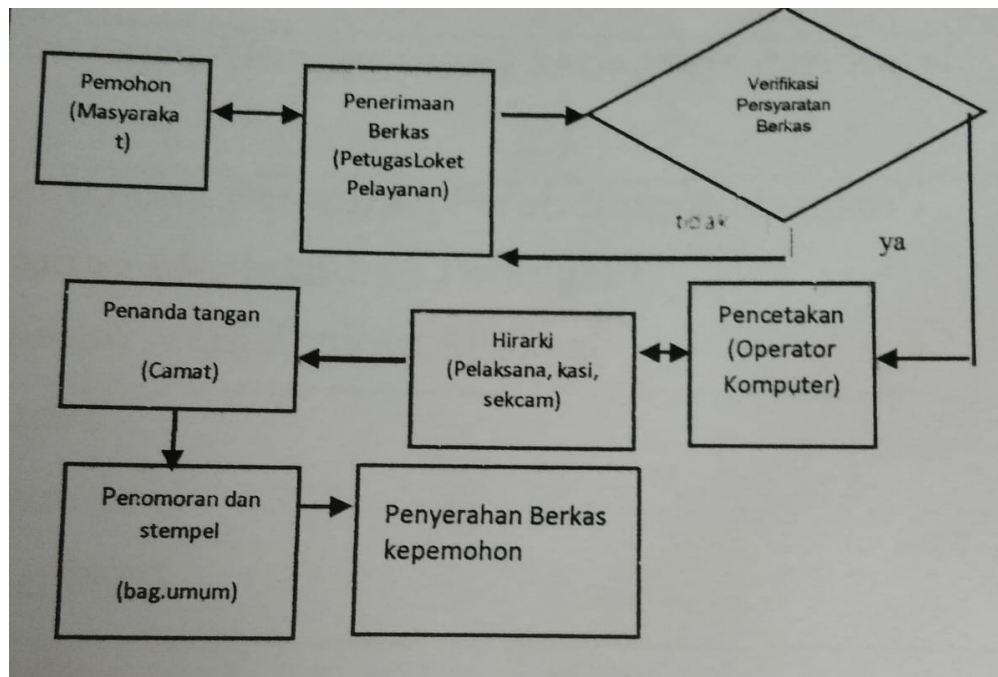 Pemohon
(Masyaraka
t)
Penerimaan
Berkas
(PetugasLoket
Pelayanan)
Verifikasi
Persyaratan
Berkas
tidak
ya
Penanda tangan
(Camat)
Hirarki
(Pelaksana, kasi,
sekcam)
Pencetakan
(Operator
Komputer)
Penomoran dan
stempel
(bag.umum)
Penyerahan Berkas
kepemohon